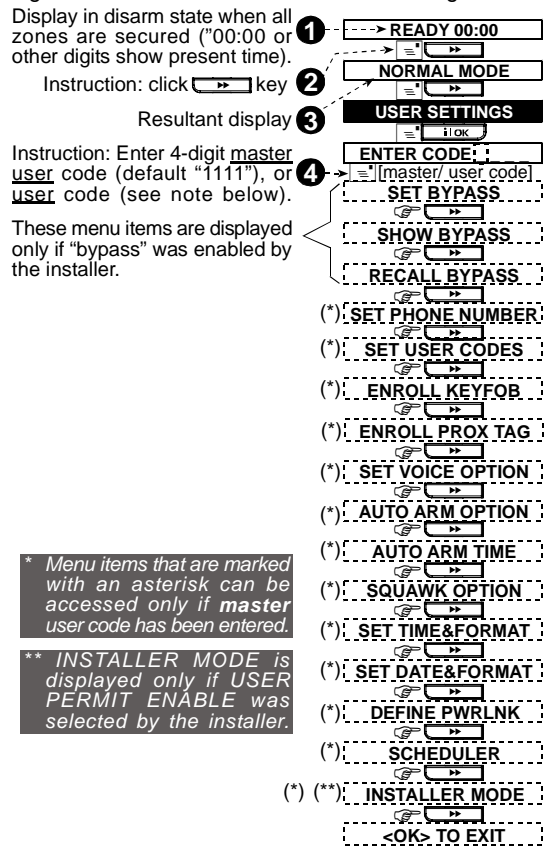 Display in disarm state when all
zones are secured ("00:00 or
other digits show present time).
Instruction: click ▸▸ key
Resultant display
Instruction: Enter 4-digit master
user code (default "1111"), or
user code (see note below).
These menu items are displayed
only if "bypass" was enabled by
the installer.
* Menu items that are marked
with an asterisk can be
accessed only if master
user code has been entered.
** INSTALLER MODE is
displayed only if USER
PERMIT ENABLE was
selected by the installer.
1
READY 00:00
2
NORMAL MODE
3
USER SETTINGS
i OK
ENTER CODE:
4
[master/ user code]
SET BYPASS
SHOW BYPASS
RECALL BYPASS
(*) SET PHONE NUMBER
(*) SET USER CODES
(*) ENROLL KEYFOB
(*) ENROLL PROX TAG
(*) SET VOICE OPTION
(*) AUTO ARM OPTION
(*) AUTO ARM TIME
(*) SQUAWK OPTION
(*) SET TIME&FORMAT
(*) SET DATE&FORMAT
(*) DEFINE PWRLNK
(*) SCHEDULER
(*) (**) INSTALLER MODE
<OK> TO EXIT